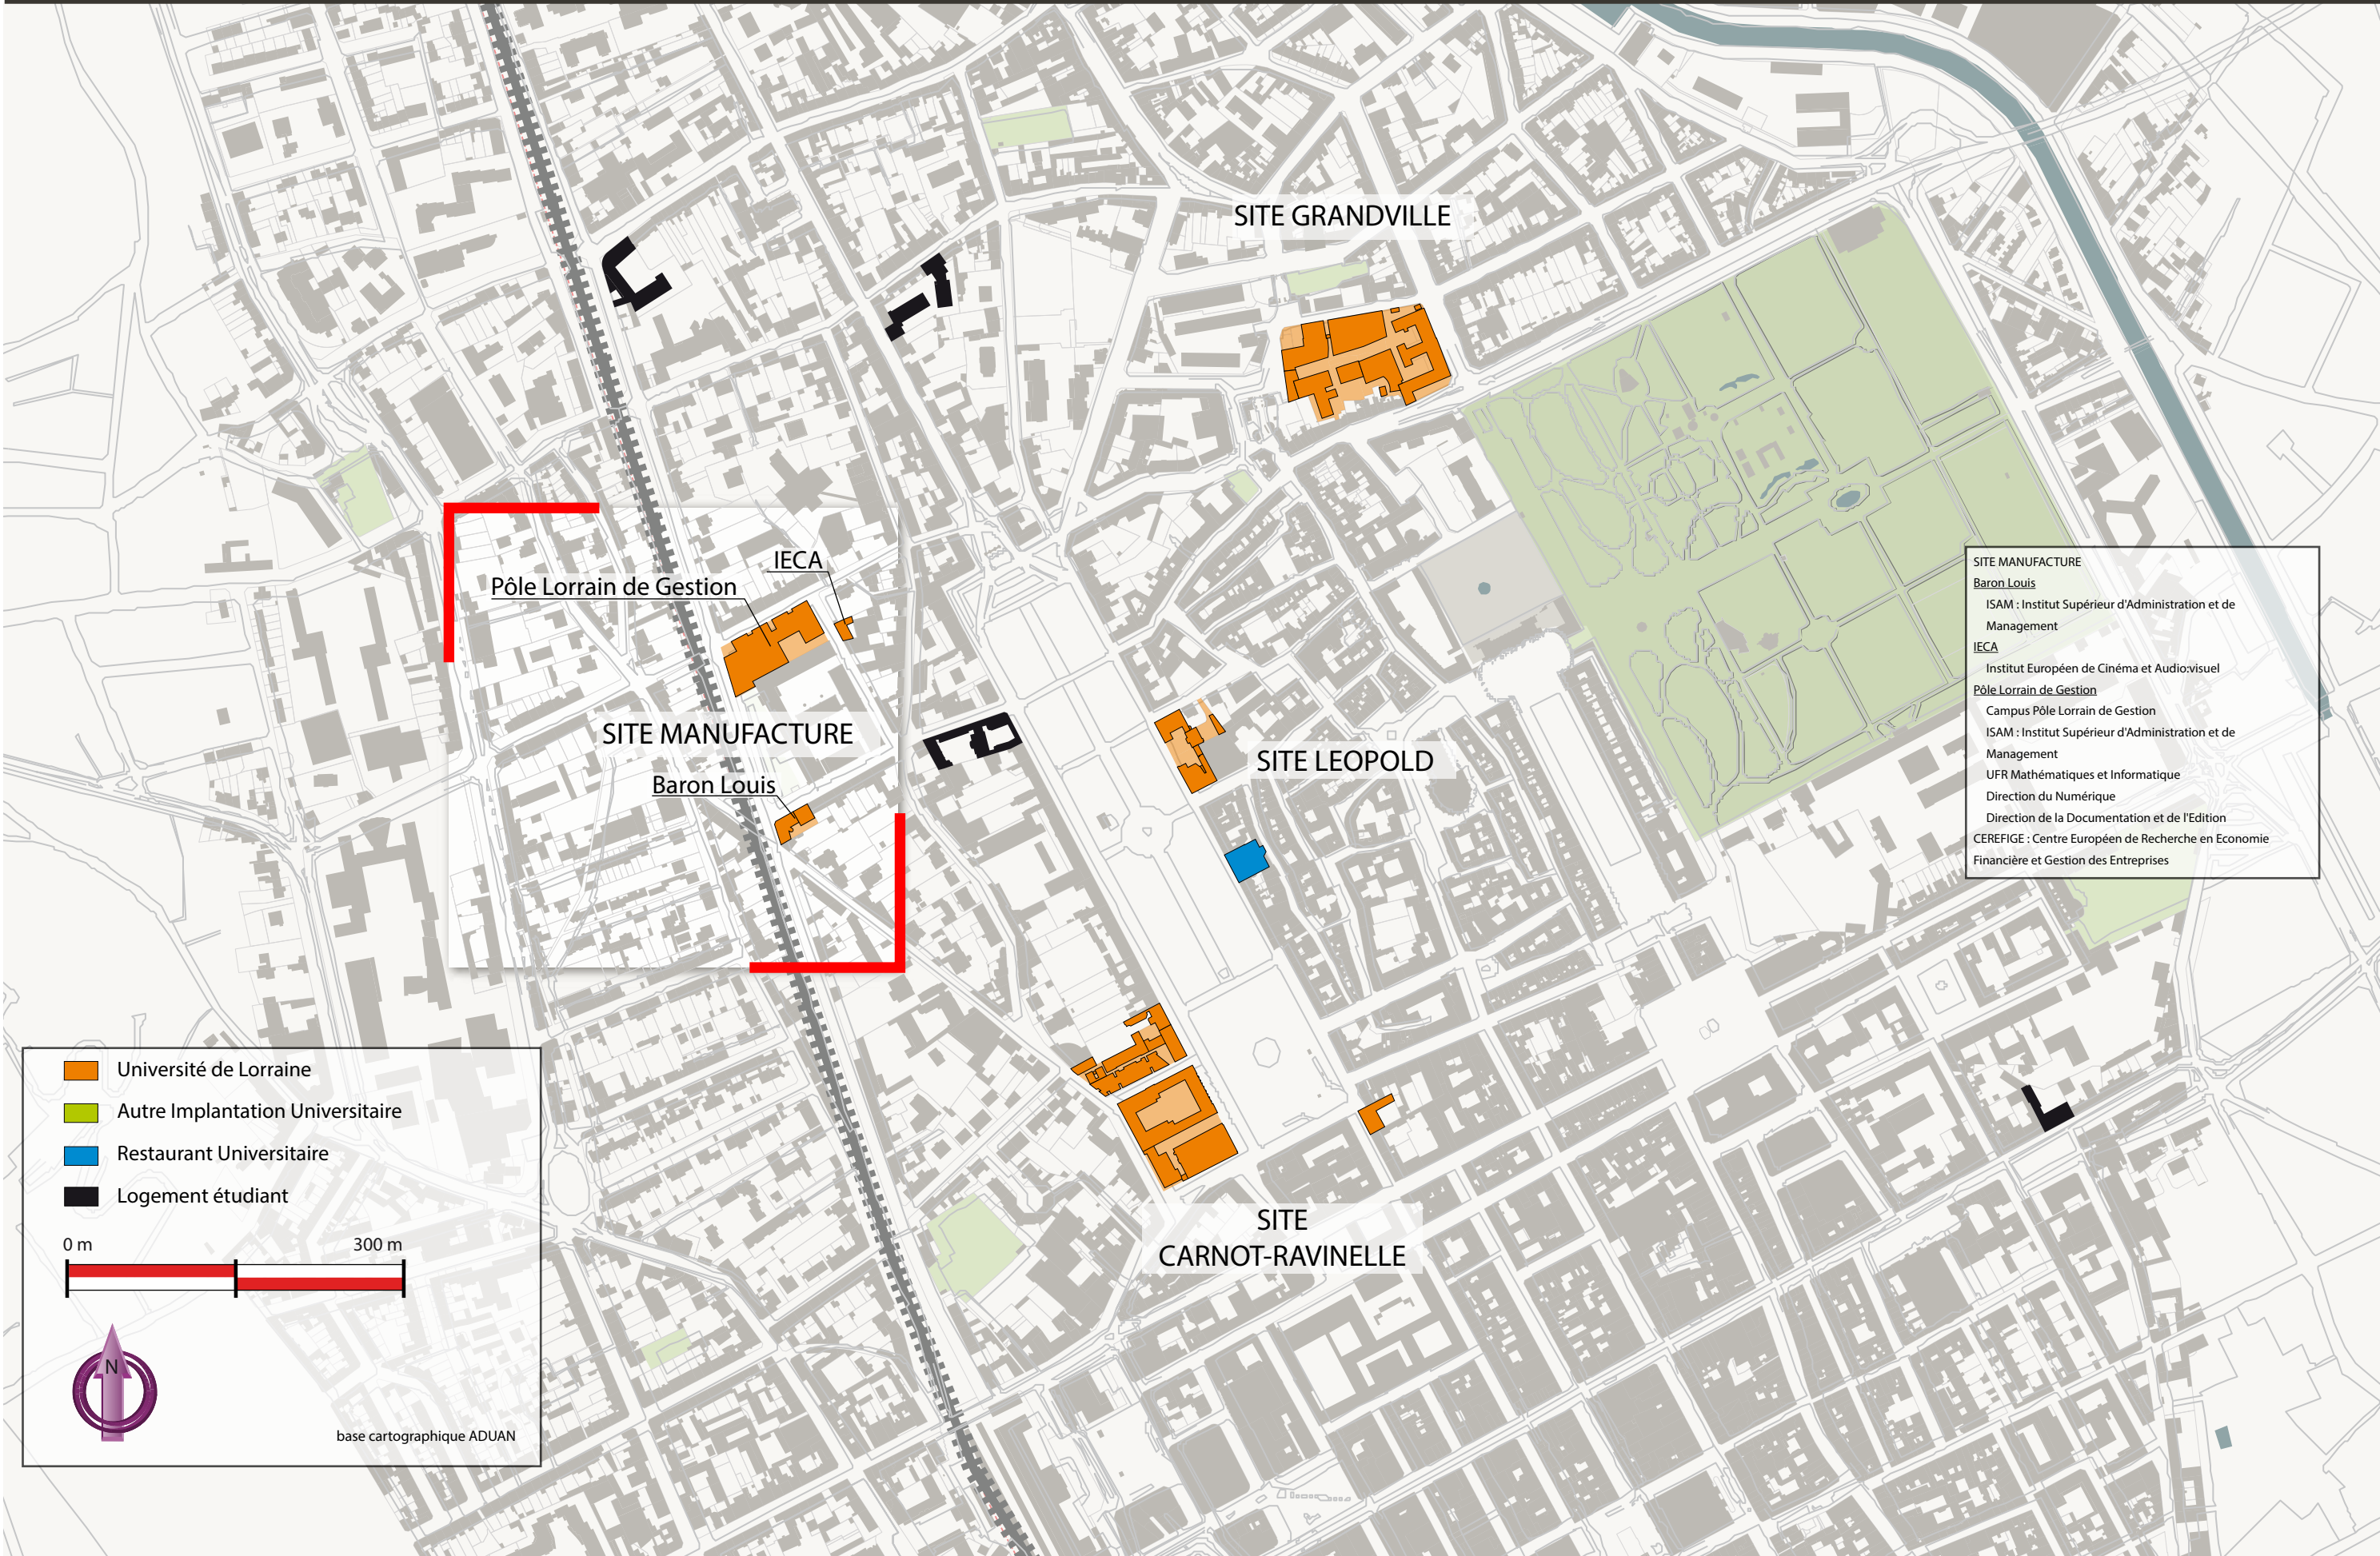 SITE GRANDVILLE
IECA
Pôle Lorrain de Gestion
SITE MANUFACTURE
Baron Louis
SITE LEOPOLD
SITE
CARNOT-RAVINELLE
SITE MANUFACTURE
Baron Louis
ISAM : Institut Supérieur d'Administration et de
Management
IECA
Institut Européen de Cinéma et Audio:visuel
Pôle Lorrain de Gestion
Campus Pôle Lorrain de Gestion
ISAM : Institut Supérieur d'Administration et de
Management
UFR Mathématiques et Informatique
Direction du Numérique
Direction de la Documentation et de l'Edition
CEREFIGE : Centre Européen de Recherche en Economie
Financière et Gestion des Entreprises
Université de Lorraine
Autre Implantation Universitaire
Restaurant Universitaire
Logement étudiant
0 m 300 m
N
base cartographique ADUAN